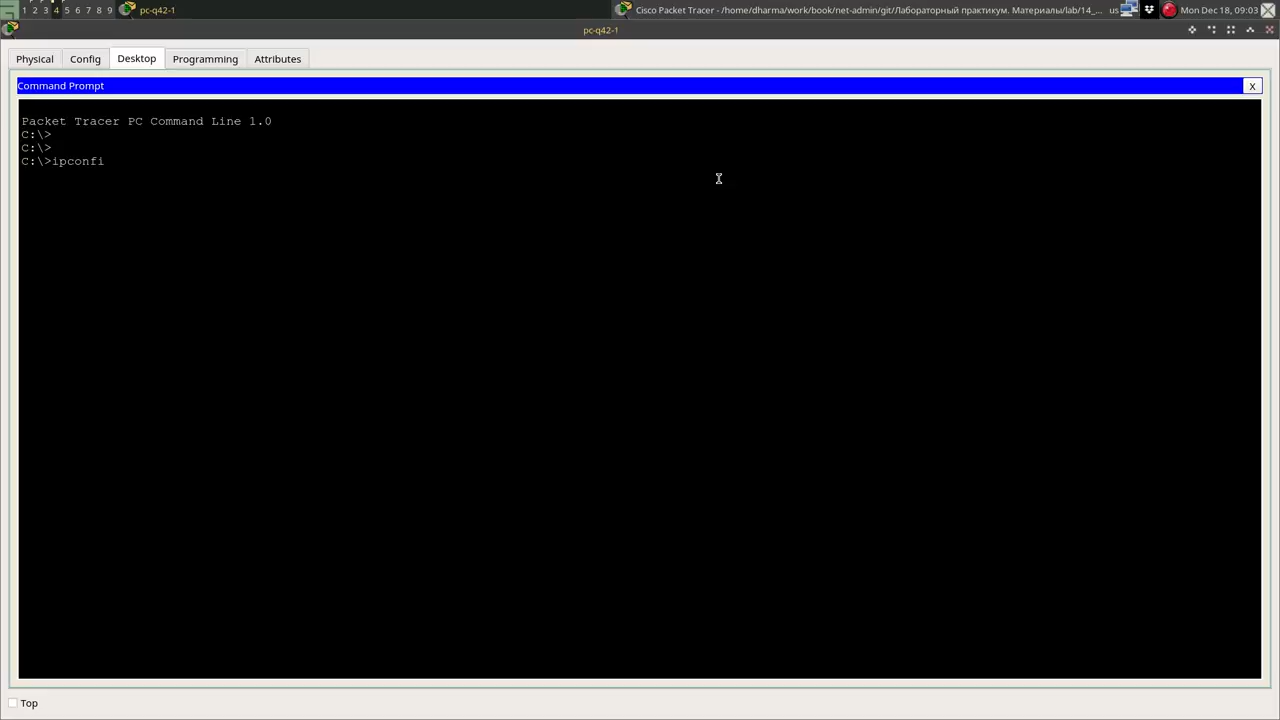 1 2 3 4 5 6 7 8 9 pc-q42-1 Cisco Packet Tracer - /home/dharma/work/book/net-admin/git/Лабораторный практикум. Материалы/lab/14_... us Mon Dec 18, 09:03
pc-q42-1
Physical Config Desktop Programming Attributes
Command Prompt X
Packet Tracer PC Command Line 1.0
C:\>
C:\>
C:\>ipconfi
Top